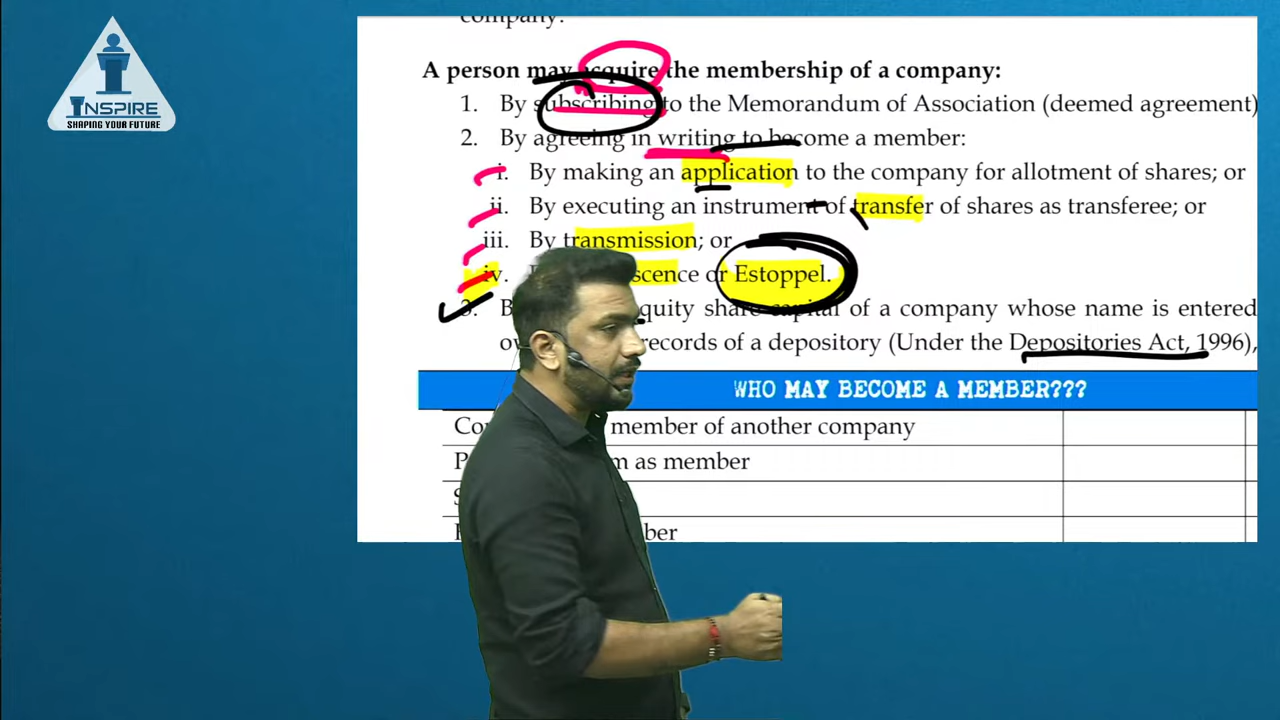 INSPIRE
SHAPING YOUR FUTURE
company.
A person may acquire the membership of a company:
1. By subscribing to the Memorandum of Association (deemed agreement)
2. By agreeing in writing to become a member:
i. By making an application to the company for allotment of shares; or
ii. By executing an instrument of transfer of shares as transferee; or
iii. By transmission; or
iv. or Estoppel.
3. share capital of a company whose name is entered
records of a depository (Under the Depositories Act, 1996),
WHO MAY BECOME A MEMBER???
member of another company
as member